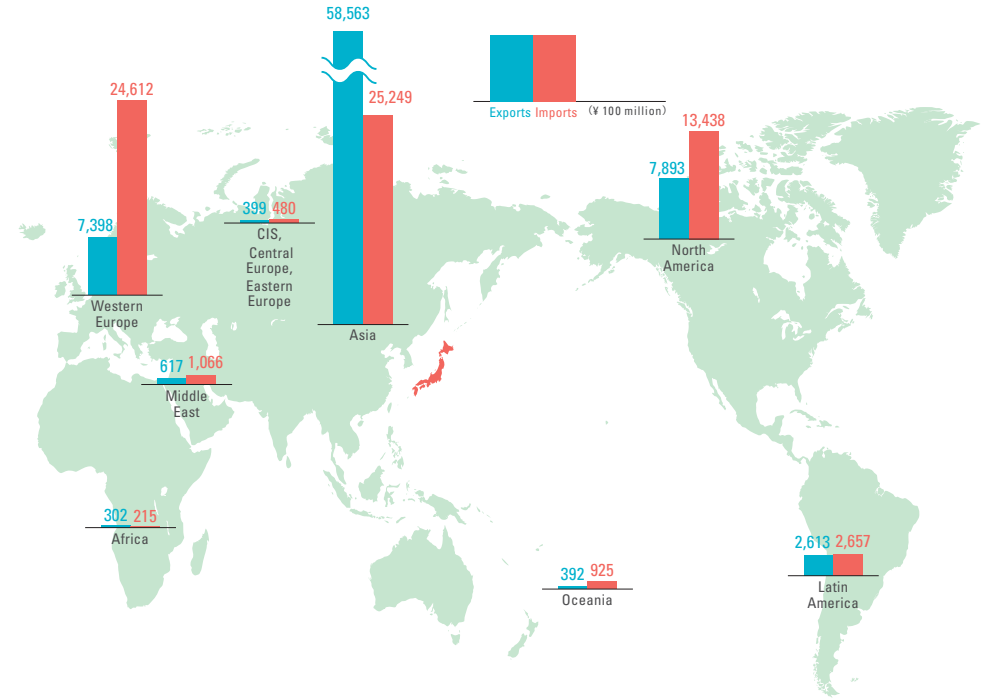 58,563
25,249
Asia
Exports Imports (¥ 100 million)
24,612
7,398
Western
Europe
399 480
CIS,
Central
Europe,
Eastern
Europe
13,438
7,893
North
America
617 1,066
Middle
East
302 215
Africa
392 925
Oceania
2,613 2,657
Latin
America